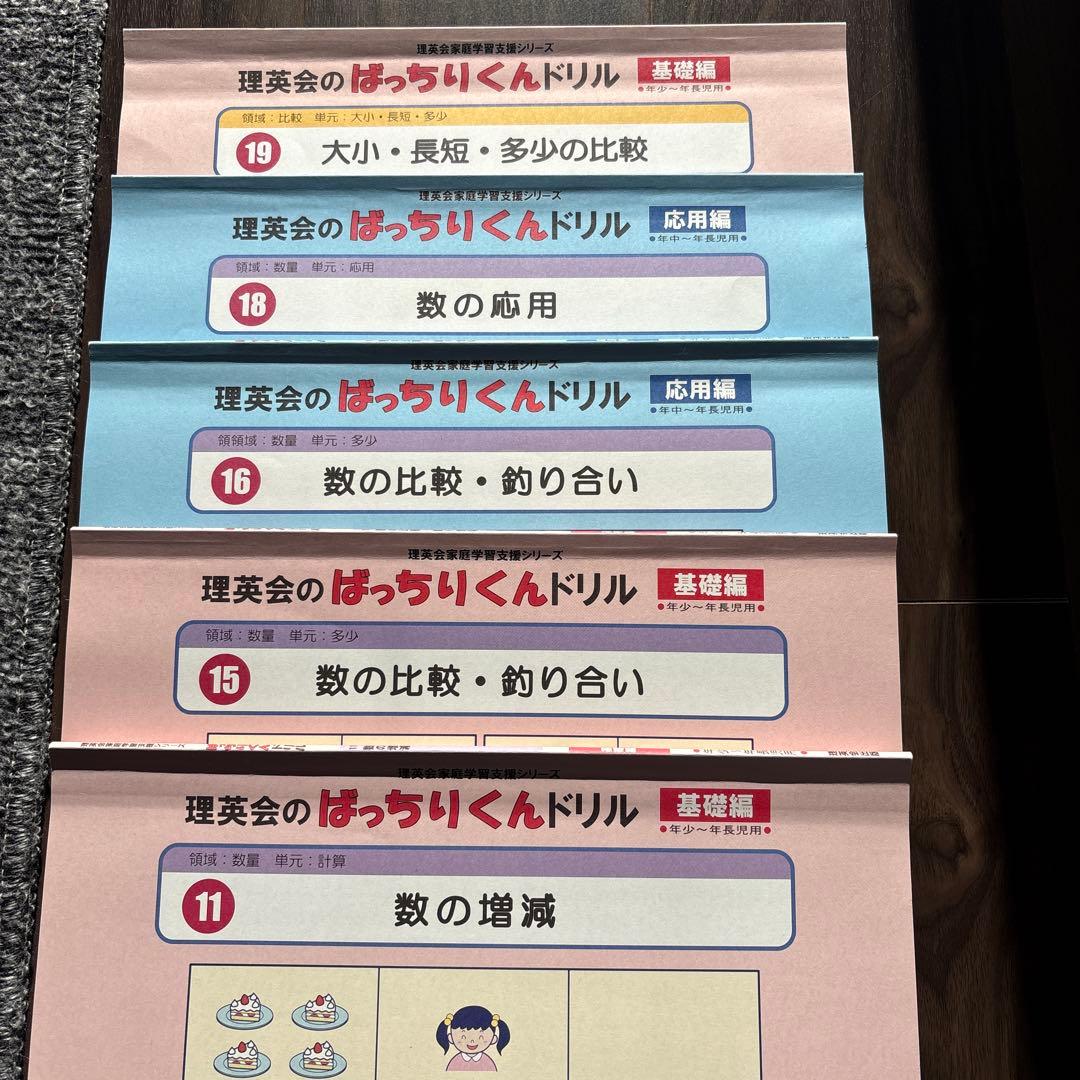 理英会家庭学習支援シリーズ
理英会のばっちりくんドリル 基礎編
●年少〜年長児用●
領域：比較 単元：大小・長短・多少
19 大小・長短・多少の比較
理英会家庭学習支援シリーズ
理英会のばっちりくんドリル 応用編
●年中〜年長児用●
領域：数量 単元：応用
18 数の応用
理英会家庭学習支援シリーズ
理英会のばっちりくんドリル 応用編
●年中〜年長児用●
領領域：数量 単元：多少
16 数の比較・釣り合い
理英会家庭学習支援シリーズ
理英会のばっちりくんドリル 基礎編
●年少〜年長児用●
領域：数量 単元：多少
15 数の比較・釣り合い
理英会家庭学習支援シリーズ
理英会のばっちりくんドリル 基礎編
●年少〜年長児用●
領域：数量 単元：計算
11 数の増減